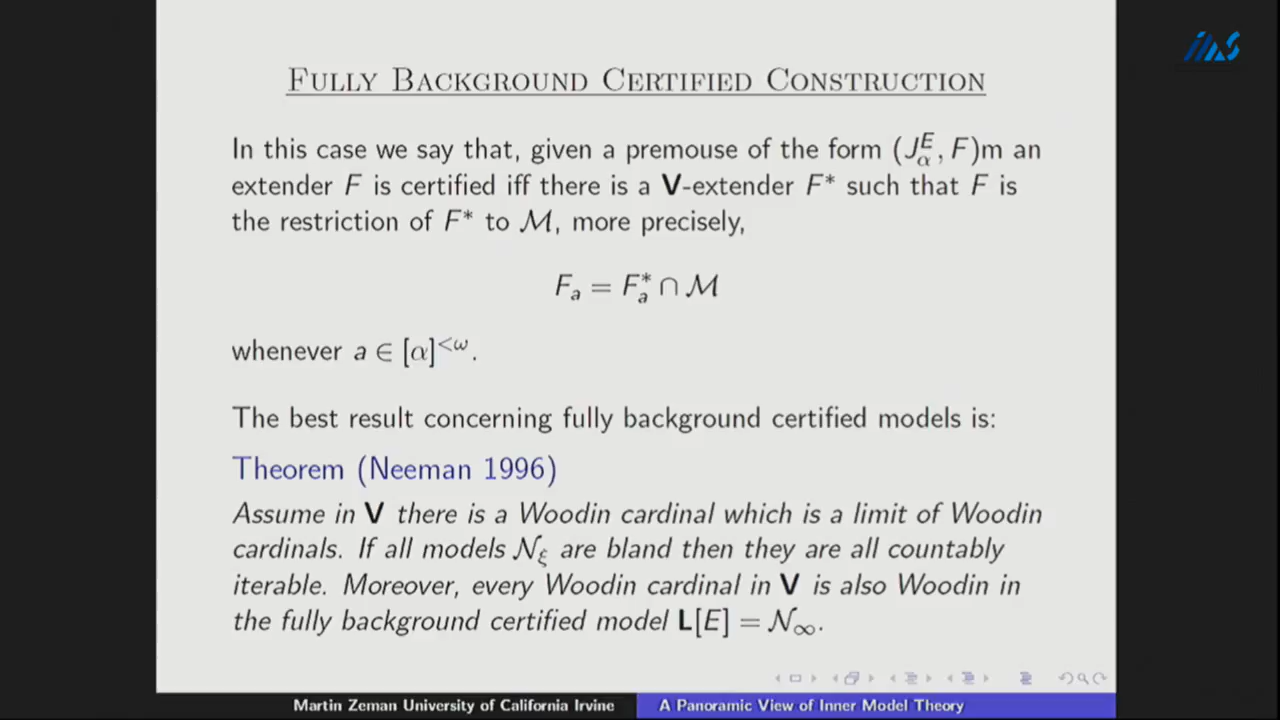 iMS
FULLY BACKGROUND CERTIFIED CONSTRUCTION
In this case we say that, given a premouse of the form (J_α^E, F)m an
extender F is certified iff there is a V-extender F* such that F is
the restriction of F* to ℳ, more precisely,
F_a = F_a^* ∩ ℳ
whenever a ∈ [α]^{<ω}.
The best result concerning fully background certified models is:
Theorem (Neeman 1996)
Assume in V there is a Woodin cardinal which is a limit of Woodin
cardinals. If all models 𝒩_ξ are bland then they are all countably
iterable. Moreover, every Woodin cardinal in V is also Woodin in
the fully background certified model L[E] = 𝒩_∞.
Martin Zeman University of California Irvine
A Panoramic View of Inner Model Theory